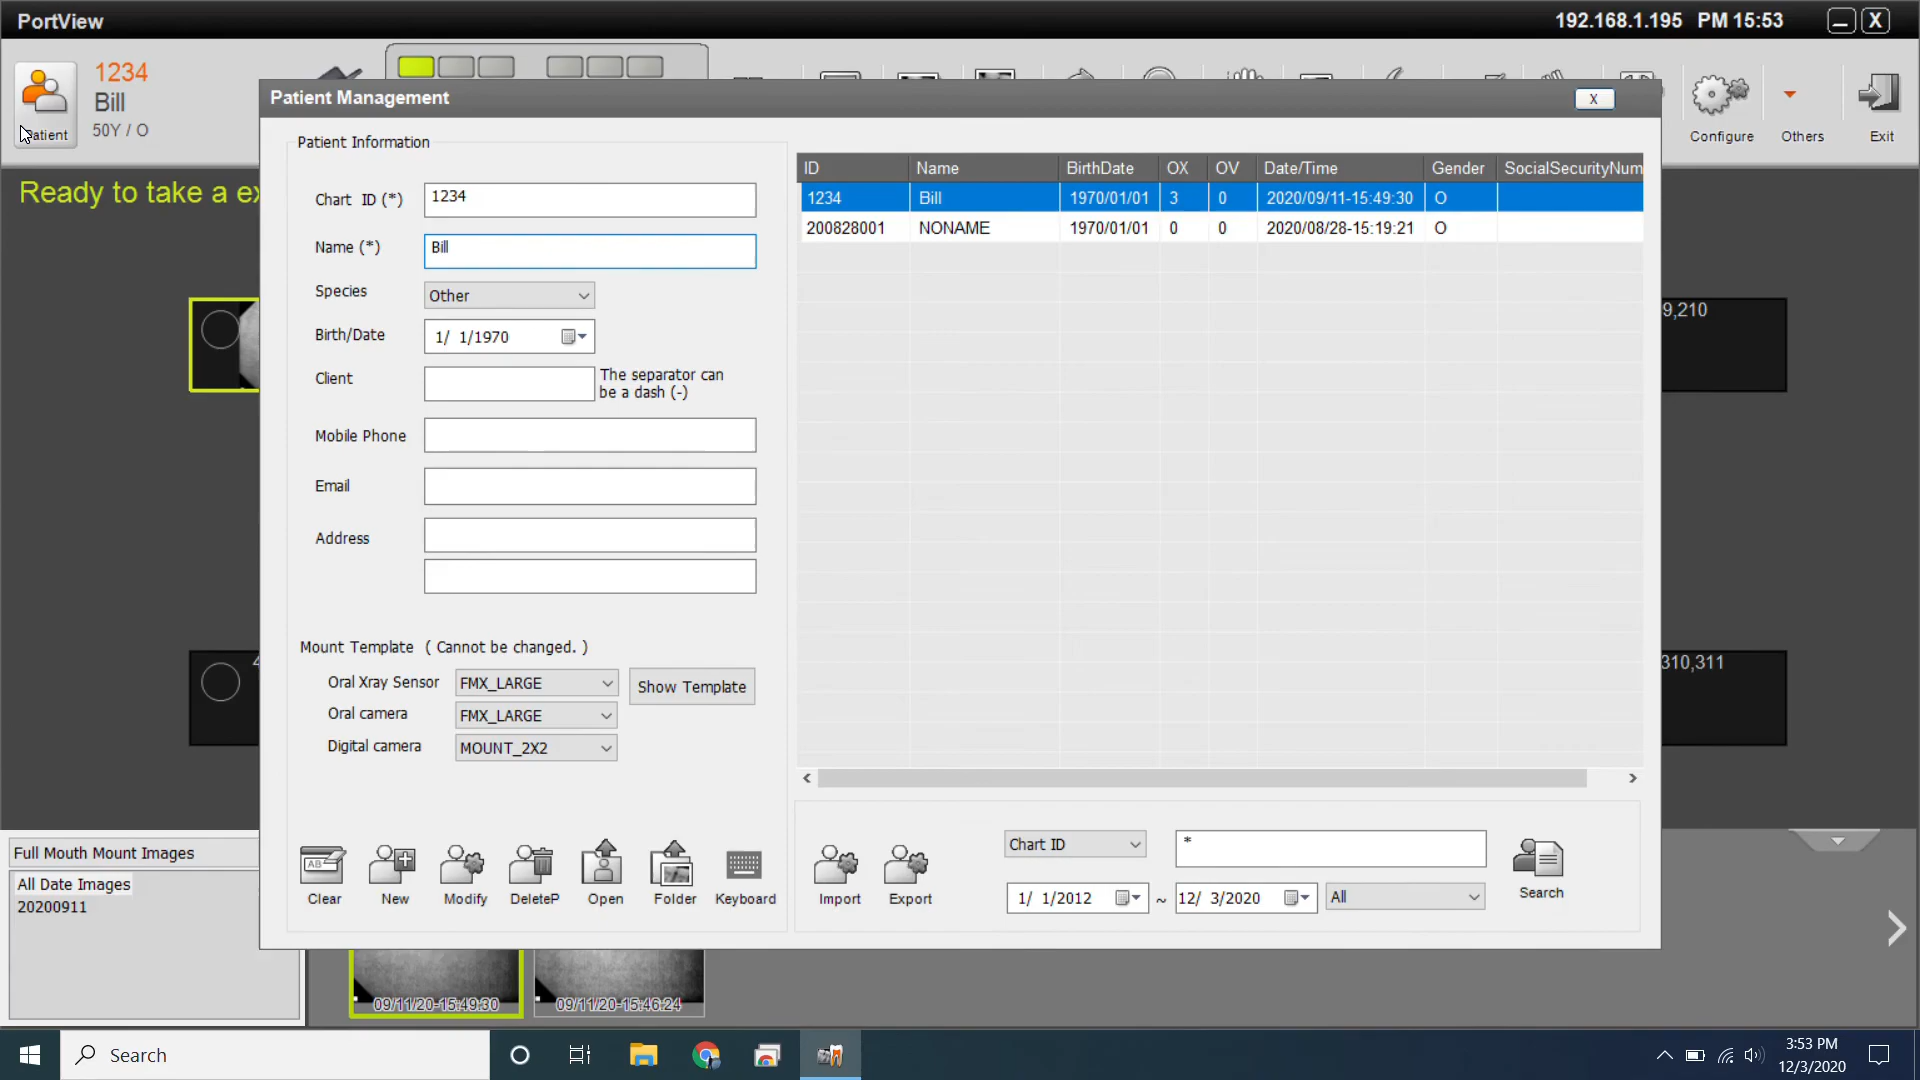 PortView
192.168.1.195 PM 15:53
X
1234
Bill
50Y / O
Patient
Configure
Others
Exit
Ready to take a ex
Patient Management
X
Patient Information
Chart ID (*)
1234
Name (*)
Bill
Species
Other
Birth/Date
1/ 1/1970
Client
The separator can
be a dash (-)
Mobile Phone
Email
Address
Mount Template ( Cannot be changed. )
Oral Xray Sensor
FMX_LARGE
Show Template
Oral camera
FMX_LARGE
Digital camera
MOUNT_2X2
Clear
New
Modify
DeleteP
Open
Folder
Keyboard
ID Name BirthDate OX OV Date/Time Gender SocialSecurityNum
1234 Bill 1970/01/01 3 0 2020/09/11-15:49:30 O
200828001 NONAME 1970/01/01 0 0 2020/08/28-15:19:21 O
Import
Export
Chart ID
*
1/ 1/2012
~
12/ 3/2020
All
Search
9,210
4
310,311
Full Mouth Mount Images
All Date Images
20200911
09/11/20-15:49:30
09/11/20-15:46:24
Search
3:53 PM
12/3/2020